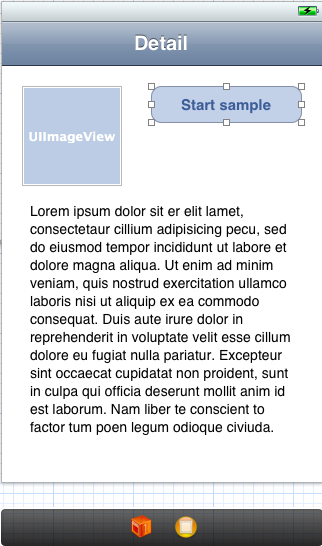 Detail
UIImageView
Start sample
Lorem ipsum dolor sit er elit lamet,
consectetaur cillium adipisicing pecu, sed
do eiusmod tempor incididunt ut labore et
dolore magna aliqua. Ut enim ad minim
veniam, quis nostrud exercitation ullamco
laboris nisi ut aliquip ex ea commodo
consequat. Duis aute irure dolor in
reprehenderit in voluptate velit esse cillum
dolore eu fugiat nulla pariatur. Excepteur
sint occaecat cupidatat non proident, sunt
in culpa qui officia deserunt mollit anim id
est laborum. Nam liber te conscient to
factor tum poen legum odioque civiuda.